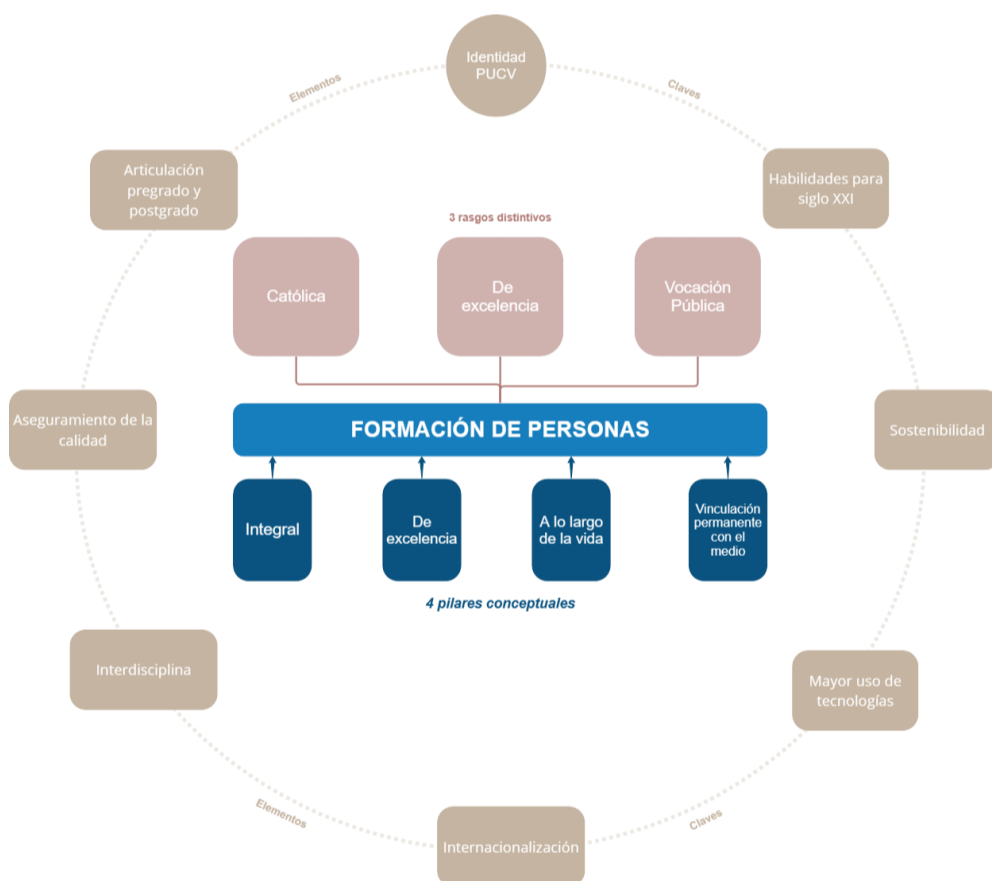 Identidad
PUCV
Elementos
Claves
Articulación
pregrado y
postgrado
Habilidades para
siglo XXI
3 rasgos distintivos
Católica
De
excelencia
Vocación
Pública
Aseguramiento de la
calidad
Sostenibilidad
FORMACIÓN DE PERSONAS
Integral
De
excelencia
A lo largo
de la vida
Vinculación
permanente
con el
medio
4 pilares conceptuales
Interdisciplina
Mayor uso de
tecnologías
Elementos
Claves
Internacionalización